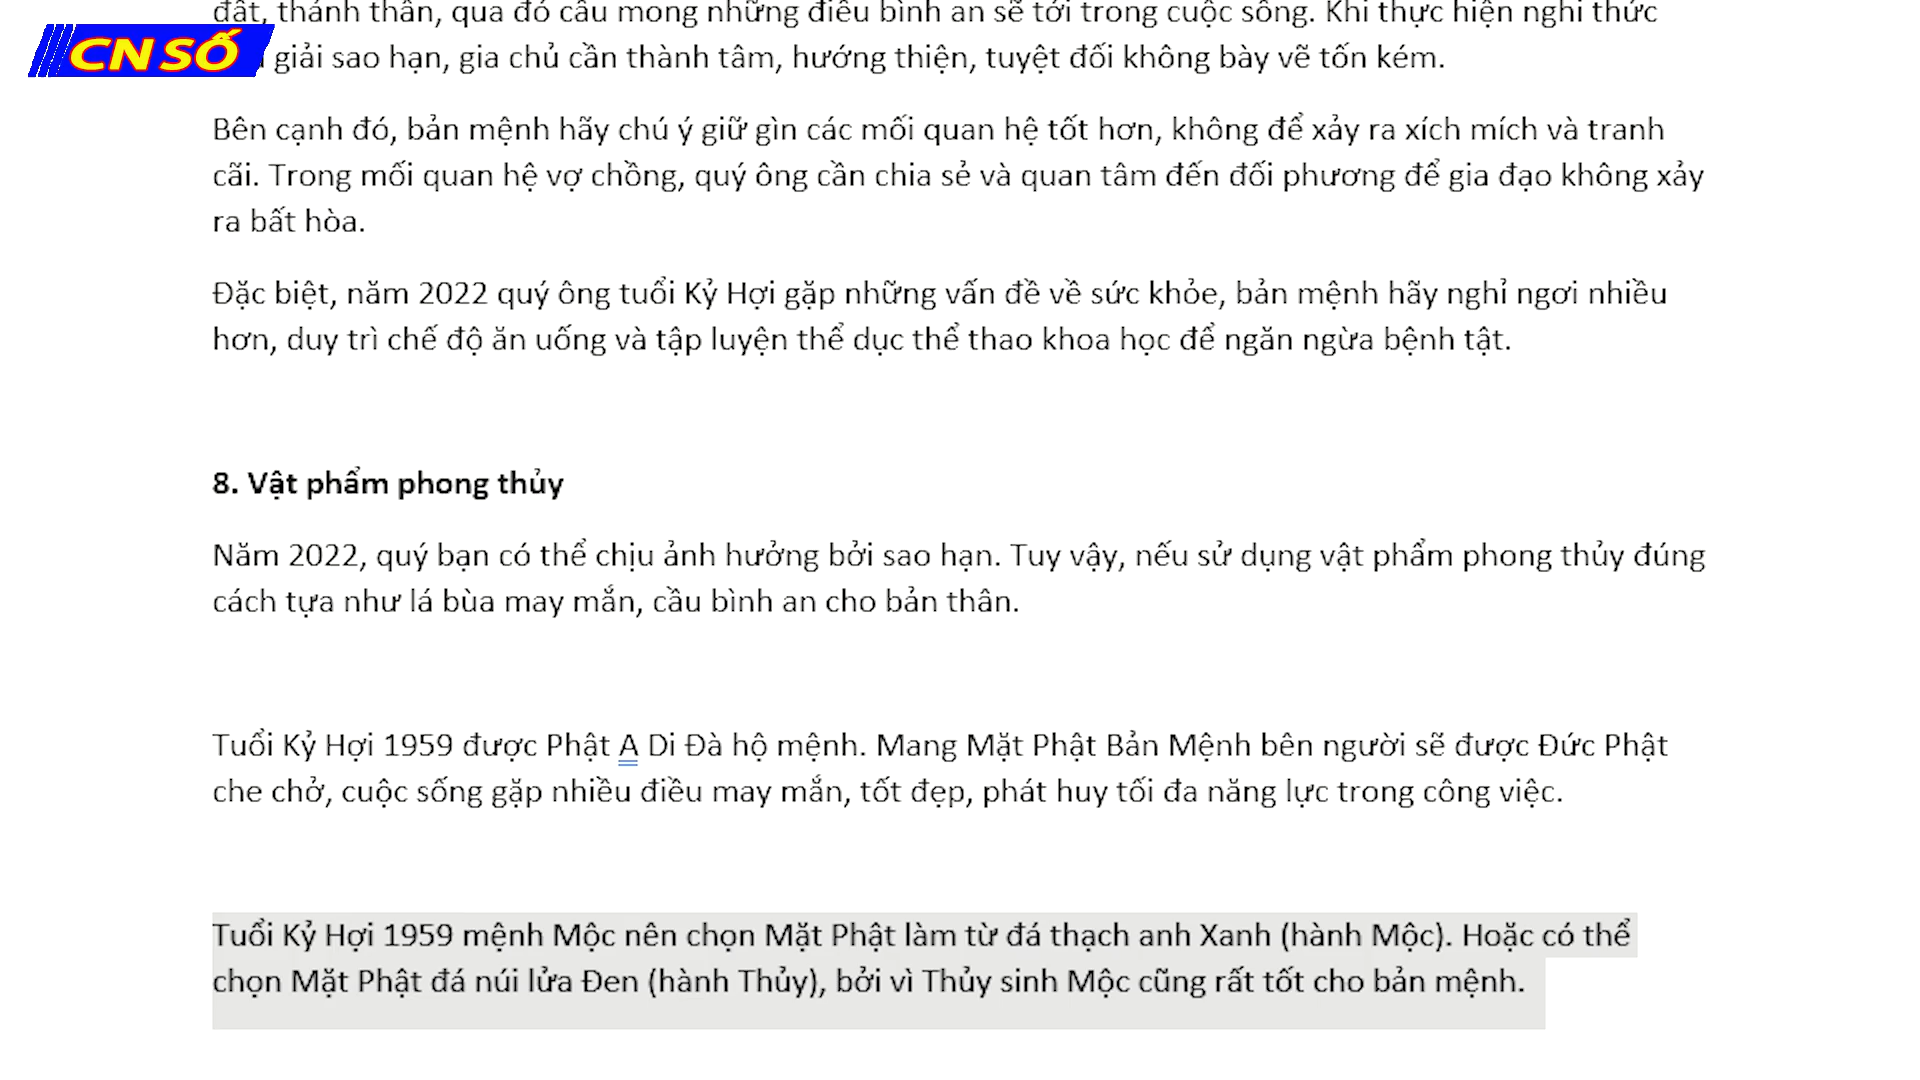 đất, thánh thần, qua đó cầu mong những điều bình an sẽ tới trong cuộc sống. Khi thực hiện nghi thức
CN SỐ
giải sao hạn, gia chủ cần thành tâm, hướng thiện, tuyệt đối không bày vẽ tốn kém.
Bên cạnh đó, bản mệnh hãy chú ý giữ gìn các mối quan hệ tốt hơn, không để xảy ra xích mích và tranh
cãi. Trong mối quan hệ vợ chồng, quý ông cần chia sẻ và quan tâm đến đối phương để gia đạo không xảy
ra bất hòa.
Đặc biệt, năm 2022 quý ông tuổi Kỷ Hợi gặp những vấn đề về sức khỏe, bản mệnh hãy nghỉ ngơi nhiều
hơn, duy trì chế độ ăn uống và tập luyện thể dục thể thao khoa học để ngăn ngừa bệnh tật.
8. Vật phẩm phong thủy
Năm 2022, quý bạn có thể chịu ảnh hưởng bởi sao hạn. Tuy vậy, nếu sử dụng vật phẩm phong thủy đúng
cách tựa như lá bùa may mắn, cầu bình an cho bản thân.
Tuổi Kỷ Hợi 1959 được Phật A Di Đà hộ mệnh. Mang Mặt Phật Bản Mệnh bên người sẽ được Đức Phật
che chở, cuộc sống gặp nhiều điều may mắn, tốt đẹp, phát huy tối đa năng lực trong công việc.
Tuổi Kỷ Hợi 1959 mệnh Mộc nên chọn Mặt Phật làm từ đá thạch anh Xanh (hành Mộc). Hoặc có thể
chọn Mặt Phật đá núi lửa Đen (hành Thủy), bởi vì Thủy sinh Mộc cũng rất tốt cho bản mệnh.